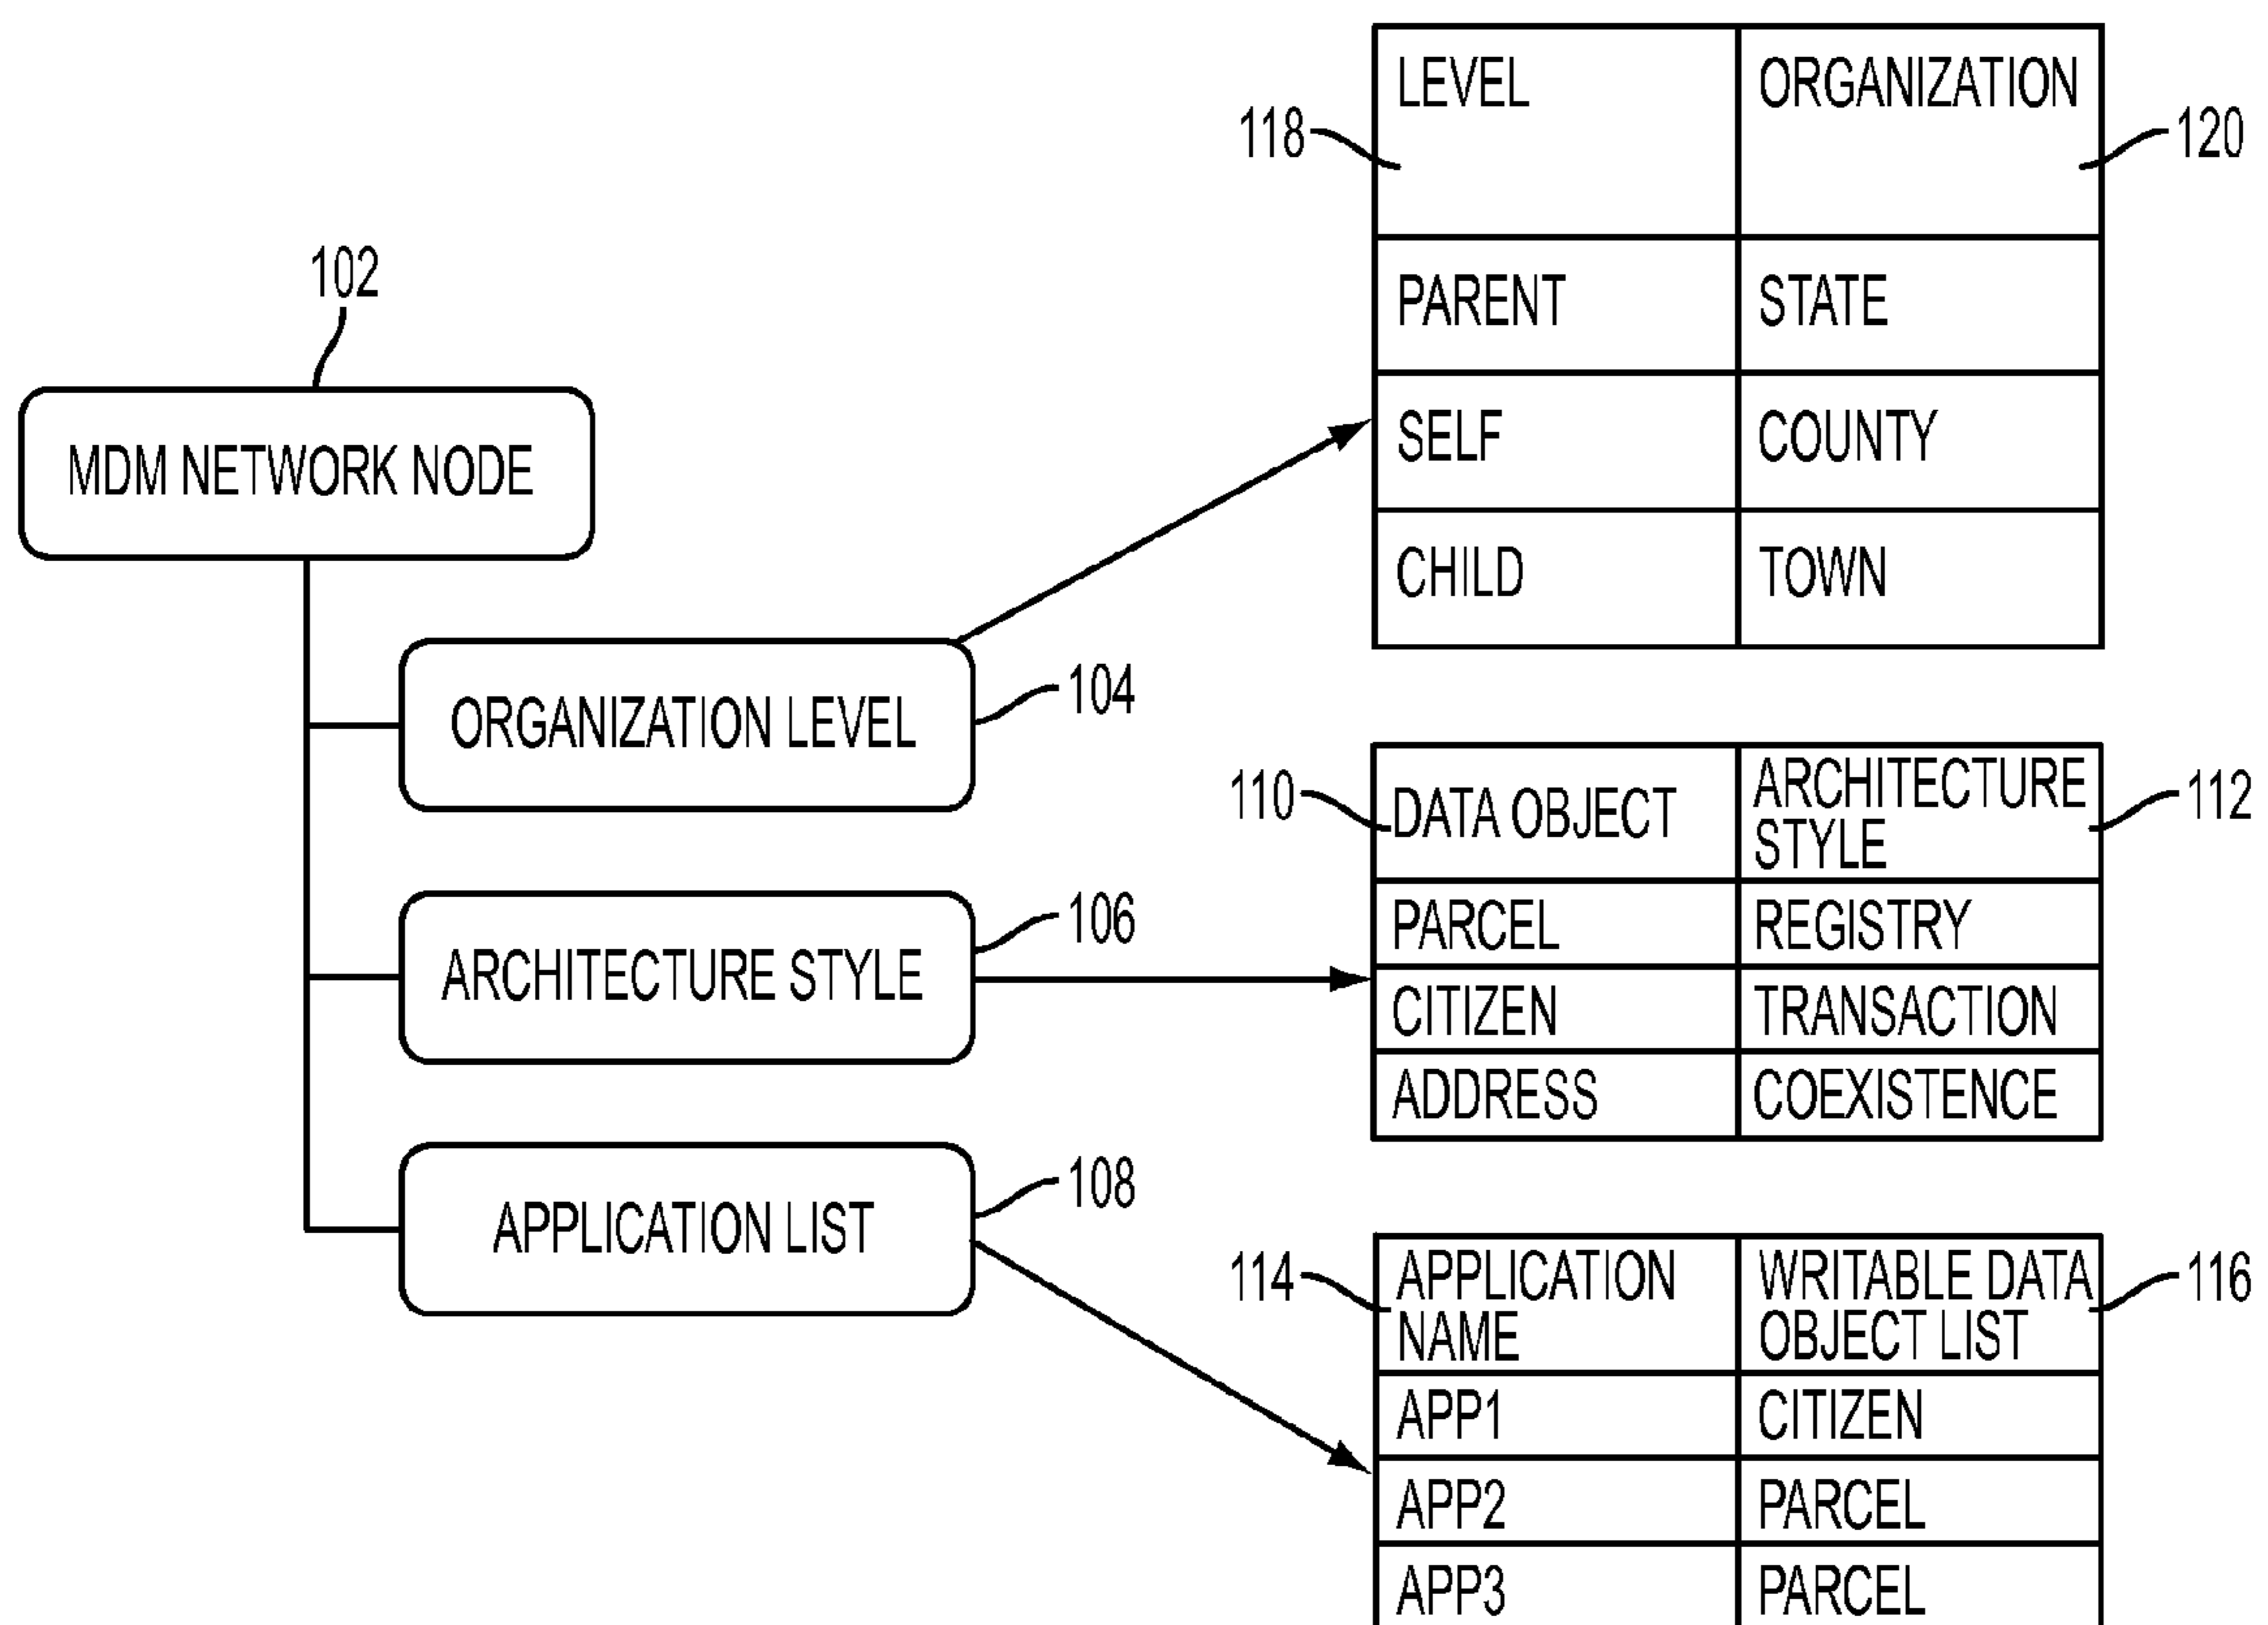 102
MDM NETWORK NODE
ORGANIZATION LEVEL
104
ARCHITECTURE STYLE
106
APPLICATION LIST
108
LEVEL ORGANIZATION
118 120
PARENT STATE
SELF COUNTY
CHILD TOWN
110 DATA OBJECT ARCHITECTURE 112
STYLE
PARCEL REGISTRY
CITIZEN TRANSACTION
ADDRESS COEXISTENCE
114 APPLICATION WRITABLE DATA 116
NAME OBJECT LIST
APP1 CITIZEN
APP2 PARCEL
APP3 PARCEL